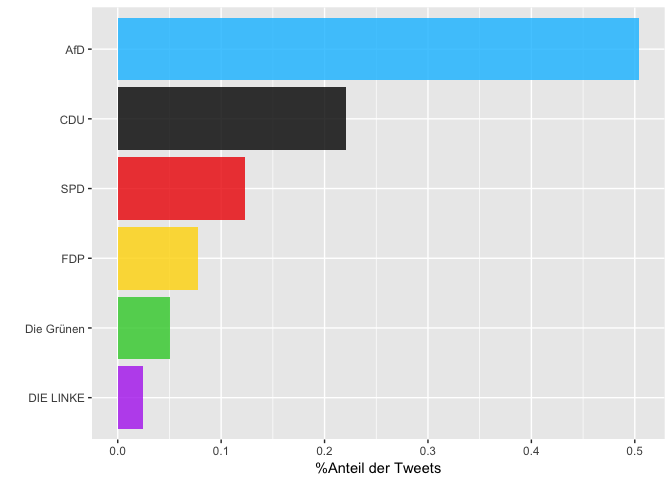 AfD
CDU
SPD
FDP
Die Grünen
DIE LINKE
0.0 0.1 0.2 0.3 0.4 0.5
%Anteil der Tweets